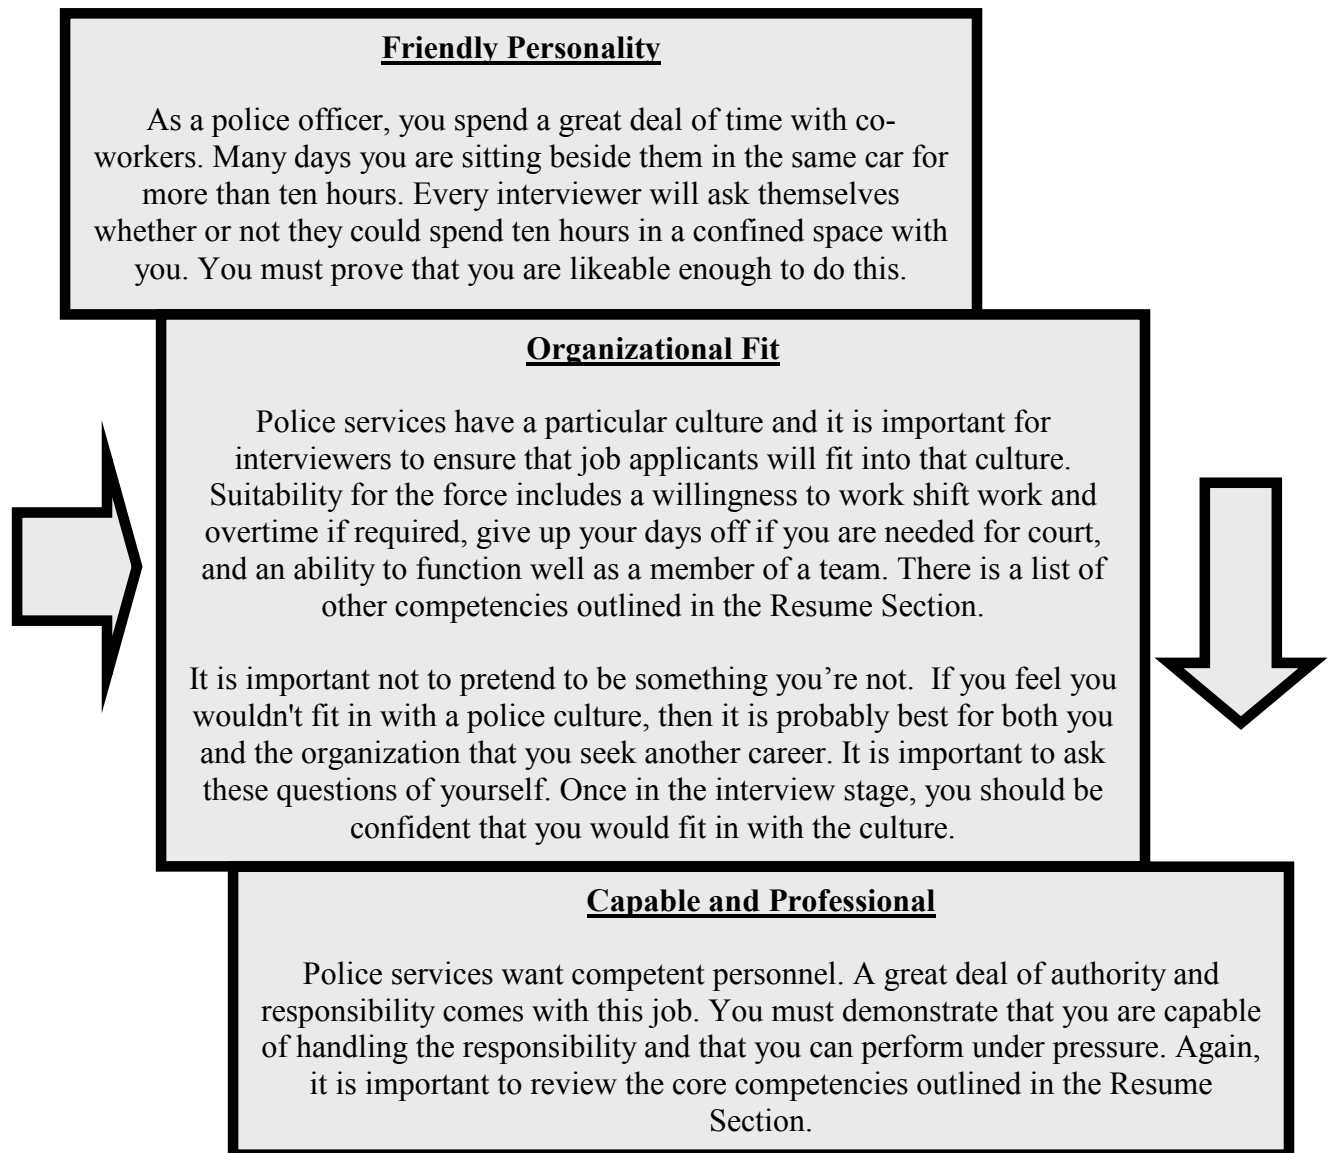 Friendly Personality
As a police officer, you spend a great deal of time with co-
workers. Many days you are sitting beside them in the same car for
more than ten hours. Every interviewer will ask themselves
whether or not they could spend ten hours in a confined space with
you. You must prove that you are likeable enough to do this.
Organizational Fit
Police services have a particular culture and it is important for
interviewers to ensure that job applicants will fit into that culture.
Suitability for the force includes a willingness to work shift work and
overtime if required, give up your days off if you are needed for court,
and an ability to function well as a member of a team. There is a list of
other competencies outlined in the Resume Section.
It is important not to pretend to be something you’re not.  If you feel you
wouldn't fit in with a police culture, then it is probably best for both you
and the organization that you seek another career. It is important to ask
these questions of yourself. Once in the interview stage, you should be
confident that you would fit in with the culture.
Capable and Professional
Police services want competent personnel. A great deal of authority and
responsibility comes with this job. You must demonstrate that you are capable
of handling the responsibility and that you can perform under pressure. Again,
it is important to review the core competencies outlined in the Resume
Section.